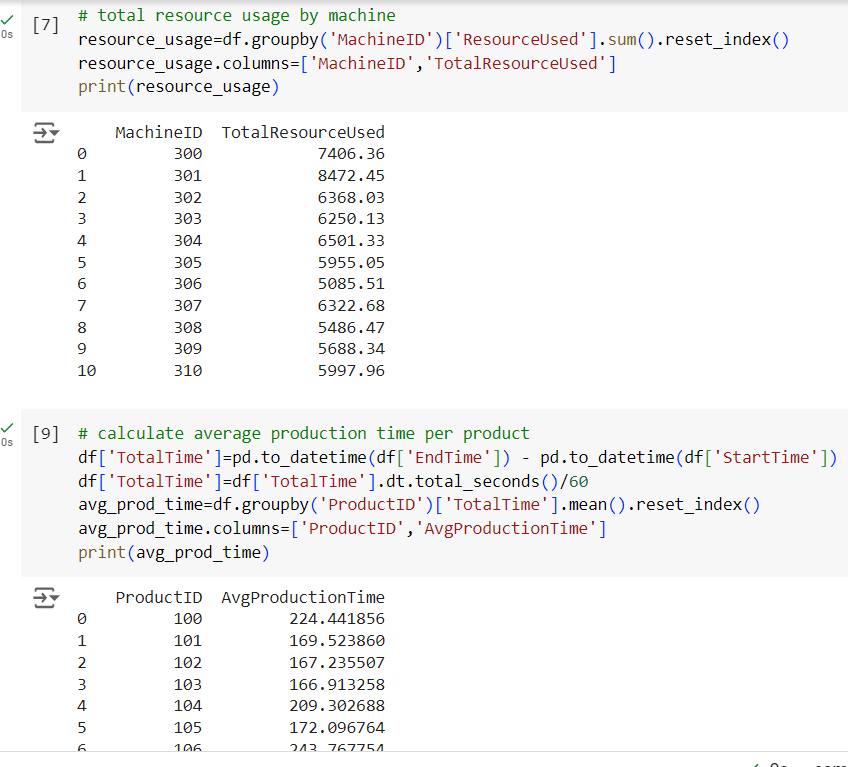 0s
[7]
# total resource usage by machine
resource_usage=df.groupby('MachineID')['ResourceUsed'].sum().reset_index()
resource_usage.columns=['MachineID','TotalResourceUsed']
print(resource_usage)
MachineID TotalResourceUsed
0 300 7406.36
1 301 8472.45
2 302 6368.03
3 303 6250.13
4 304 6501.33
5 305 5955.05
6 306 5085.51
7 307 6322.68
8 308 5486.47
9 309 5688.34
10 310 5997.96
0s
[9]
# calculate average production time per product
df['TotalTime']=pd.to_datetime(df['EndTime']) - pd.to_datetime(df['StartTime'])
df['TotalTime']=df['TotalTime'].dt.total_seconds()/60
avg_prod_time=df.groupby('ProductID')['TotalTime'].mean().reset_index()
avg_prod_time.columns=['ProductID','AvgProductionTime']
print(avg_prod_time)
ProductID AvgProductionTime
0 100 224.441856
1 101 169.523860
2 102 167.235507
3 103 166.913258
4 104 209.302688
5 105 172.096764
6 106 243.767754